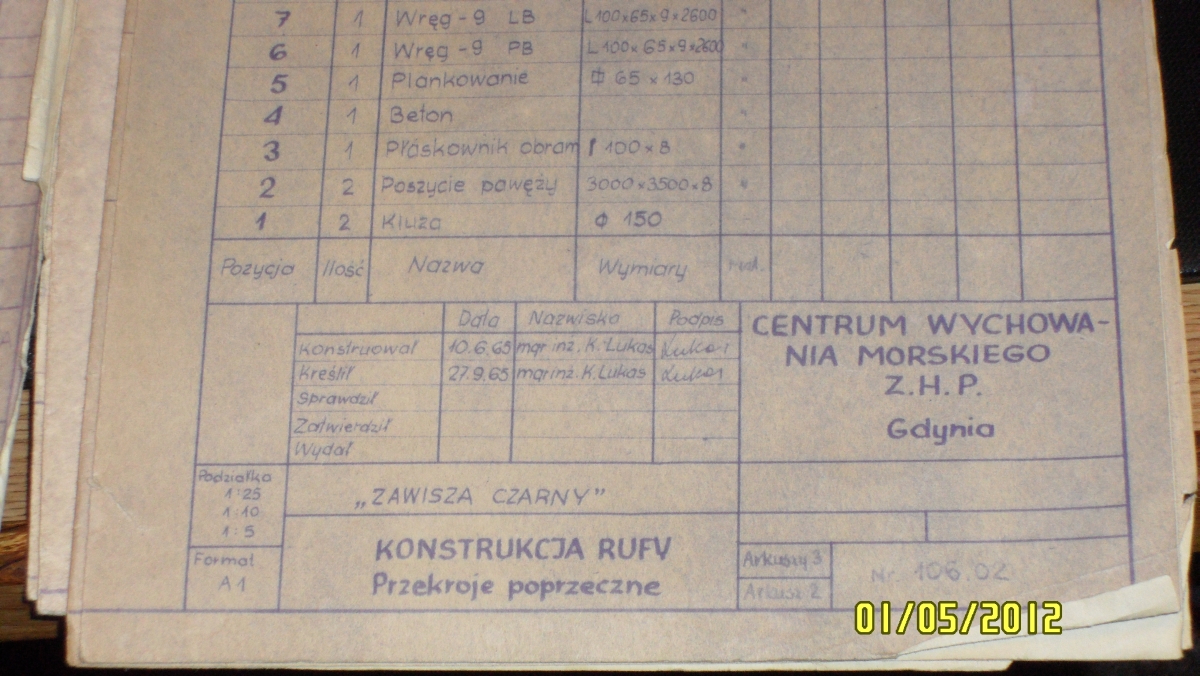 7 1 Wręg -9 LB L 100x65x9x2600 "
6 1 Wręg -9 PB L 100x65x9x2600 "
5 1 Plankowanie 65 x 130 "
4 1 Beton "
3 1 Płaskownik obram 100 x 8 "
2 2 Poszycie pawęży 3000x3500x8 "
1 2 Kluza ϕ 150
Pozycja Ilość Nazwa Wymiary
Data Nazwisko Podpis
Konstruował 10.6.65 mgr inż. K. Lukas Lukas
Kreślił 27.9.65 mgr inż. K. Lukas Lukas
Sprawdził
Zatwierdził
Wydał
CENTRUM WYCHOWA-
NIA MORSKIEGO
Z.H.P.
Gdynia
Podziałka
1:25
1:10
1:5
Format
A1
„ZAWISZA CZARNY"
KONSTRUKCJA RUFY
Przekroje poprzeczne
Arkuszy 3
Arkusz 2
Nr 106.02
01/05/2012